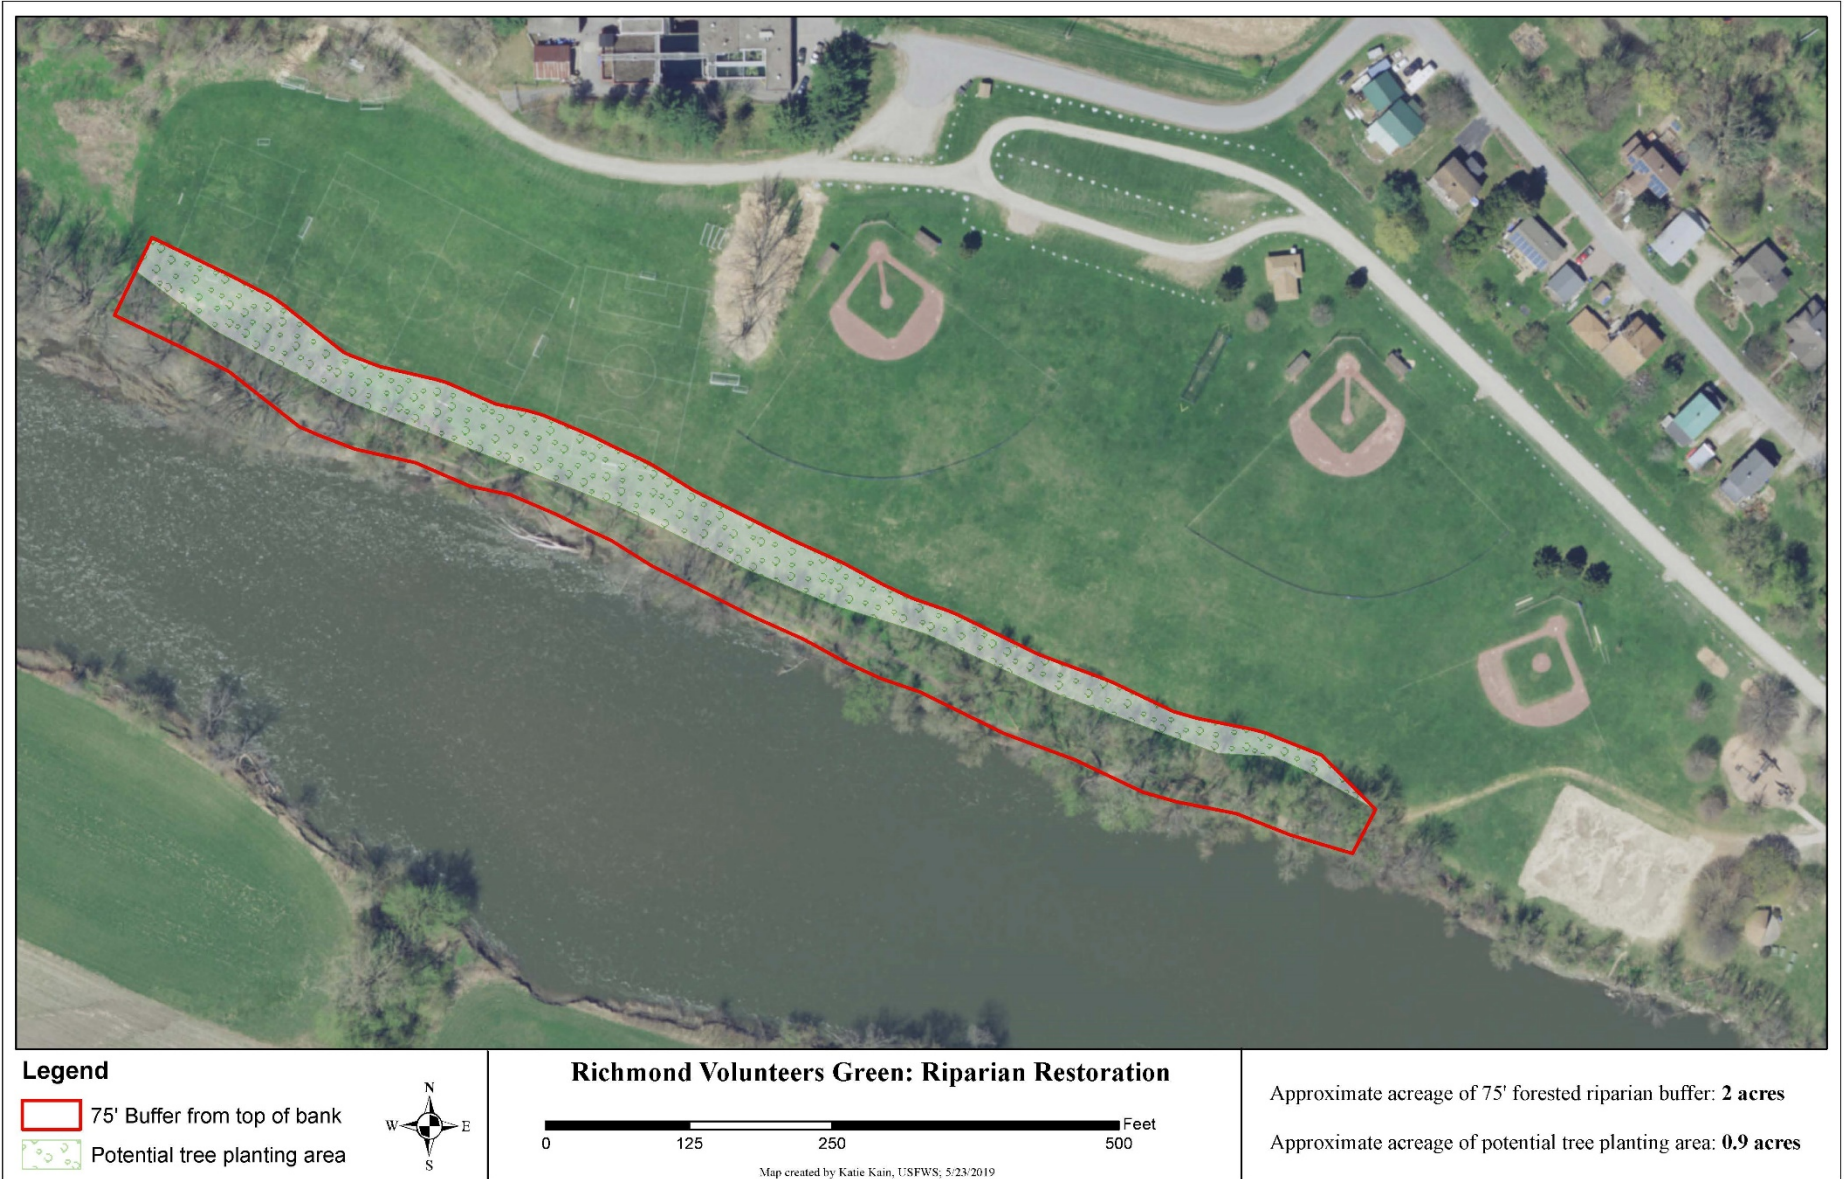 Legend
75' Buffer from top of bank
Potential tree planting area
N
W E
S
Richmond Volunteers Green: Riparian Restoration
Feet
0 125 250 500
Map created by Katie Kain, USFWS; 5/23/2019
Approximate acreage of 75' forested riparian buffer: 2 acres
Approximate acreage of potential tree planting area: 0.9 acres